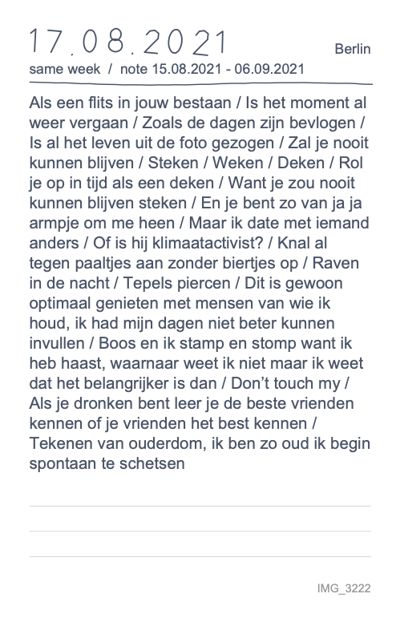 17.08.2021
Berlin
same week / note 15.08.2021 - 06.09.2021
Als een flits in jouw bestaan / Is het moment al
weer vergaan / Zoals de dagen zijn bevlogen /
Is al het leven uit de foto gezogen / Zal je nooit
kunnen blijven / Steken / Weken / Deken / Rol
je op in tijd als een deken / Want je zou nooit
kunnen blijven steken / En je bent zo van ja ja
armpje om me heen / Maar ik date met iemand
anders / Of is hij klimaatactivist? / Knal al
tegen paaltjes aan zonder biertjes op / Raven
in de nacht / Tepels piercen / Dit is gewoon
optimaal genieten met mensen van wie ik
houd, ik had mijn dagen niet beter kunnen
invullen / Boos en ik stamp en stomp want ik
heb haast, waarnaar weet ik niet maar ik weet
dat het belangrijker is dan / Don’t touch my /
Als je dronken bent leer je de beste vrienden
kennen of je vrienden het best kennen /
Tekenen van ouderdom, ik ben zo oud ik begin
spontaan te schetsen
IMG_3222